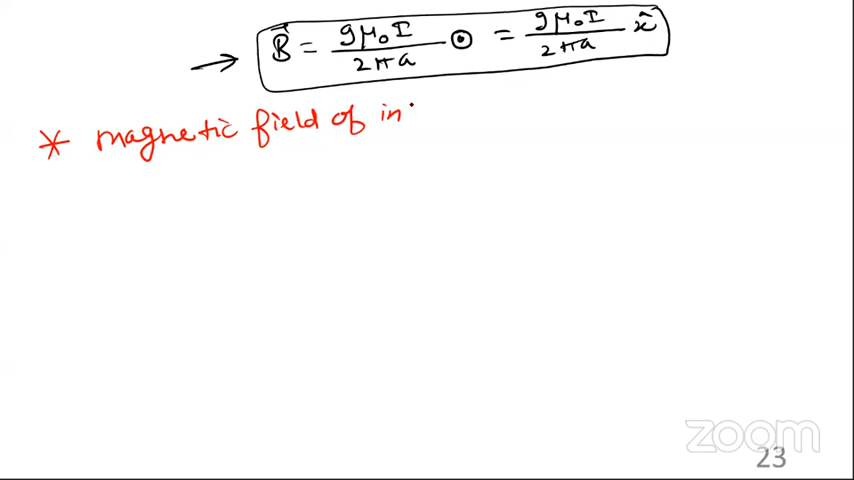 → B⃗ = 9μ₀I / 2πa ⊙ = 9μ₀I / 2πa x̂
* magnetic field of in
zoom
23